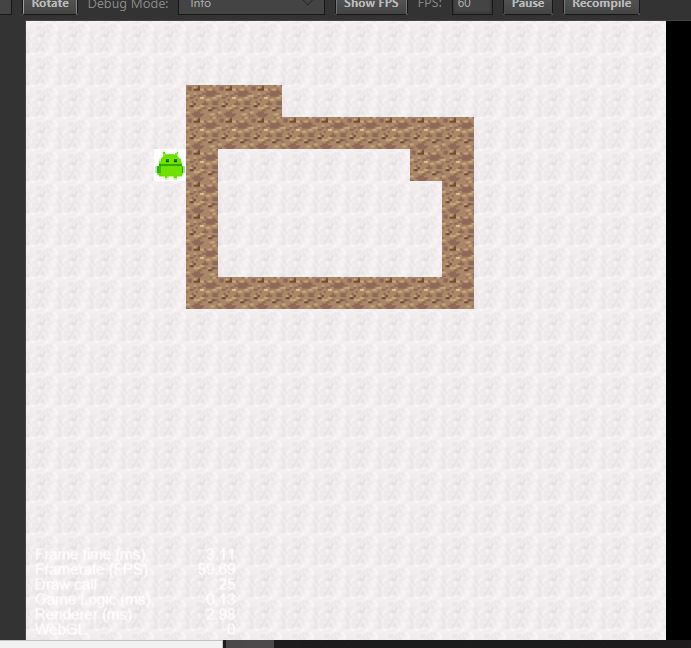 Rotate Debug Mode: Info Show FPS FPS: 60 Pause Recompile
Frame time (ms) 3.11
Framerate (FPS) 59.69
Draw call 25
Game Logic (ms) 0.13
Renderer (ms) 2.98
WebGL 0